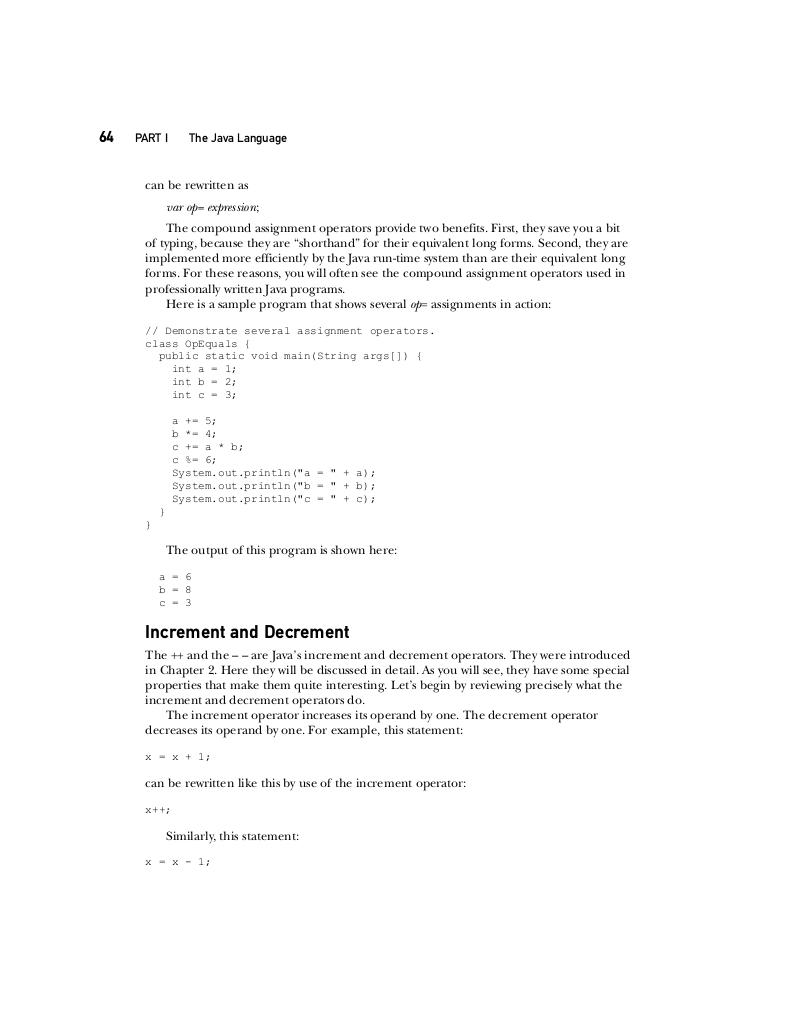 64 PART I The Java Language
can be rewritten as
var op= expression;
The compound assignment operators provide two benefits. First, they save you a bit
of typing, because they are “shorthand” for their equivalent long forms. Second, they are
implemented more efficiently by the Java run-time system than are their equivalent long
forms. For these reasons, you will often see the compound assignment operators used in
professionally written Java programs.
Here is a sample program that shows several op= assignments in action:
// Demonstrate several assignment operators.
class OpEquals {
  public static void main(String args[]) {
    int a = 1;
    int b = 2;
    int c = 3;

    a += 5;
    b *= 4;
    c += a * b;
    c %= 6;
    System.out.println("a = " + a);
    System.out.println("b = " + b);
    System.out.println("c = " + c);
  }
}
The output of this program is shown here:
a = 6
b = 8
c = 3
Increment and Decrement
The ++ and the – – are Java’s increment and decrement operators. They were introduced
in Chapter 2. Here they will be discussed in detail. As you will see, they have some special
properties that make them quite interesting. Let’s begin by reviewing precisely what the
increment and decrement operators do.
The increment operator increases its operand by one. The decrement operator
decreases its operand by one. For example, this statement:
x = x + 1;
can be rewritten like this by use of the increment operator:
x++;
Similarly, this statement:
x = x - 1;